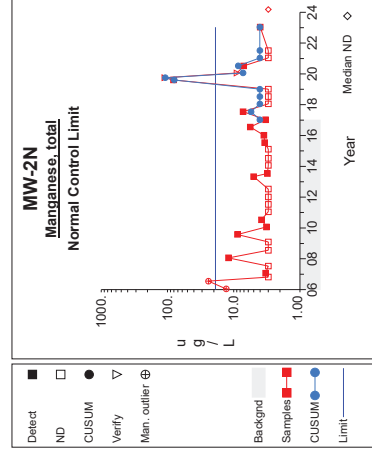 MW-2N
Manganese, total
Normal Control Limit
1000.
100.
10.0
1.00
u g/L
06
08
10
12
14
16
18
20
22
24
Year
Median ND
Detect
ND
CUSUM
Verify
Man. outlier
Backgnd
Samples
CUSUM
Limit